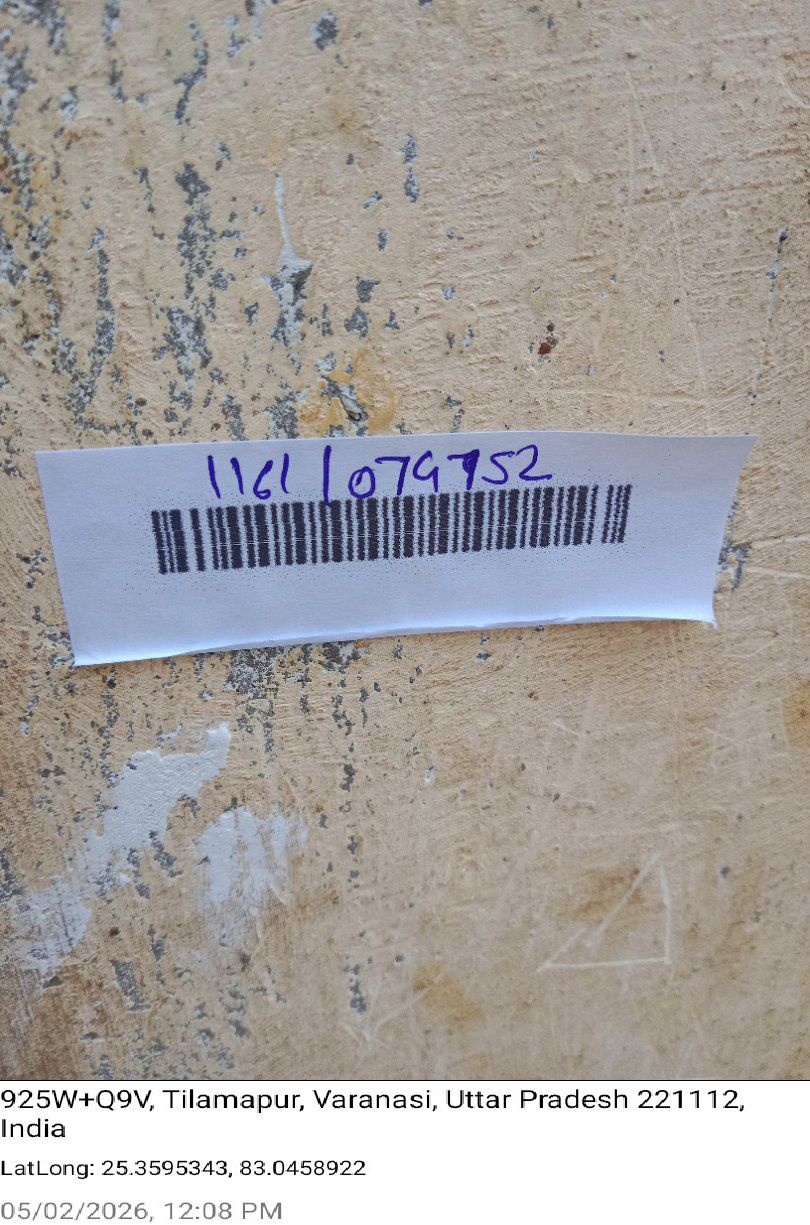 1161/079752
925W+Q9V, Tilamapur, Varanasi, Uttar Pradesh 221112,
India
LatLong: 25.3595343, 83.0458922
05/02/2026, 12:08 PM